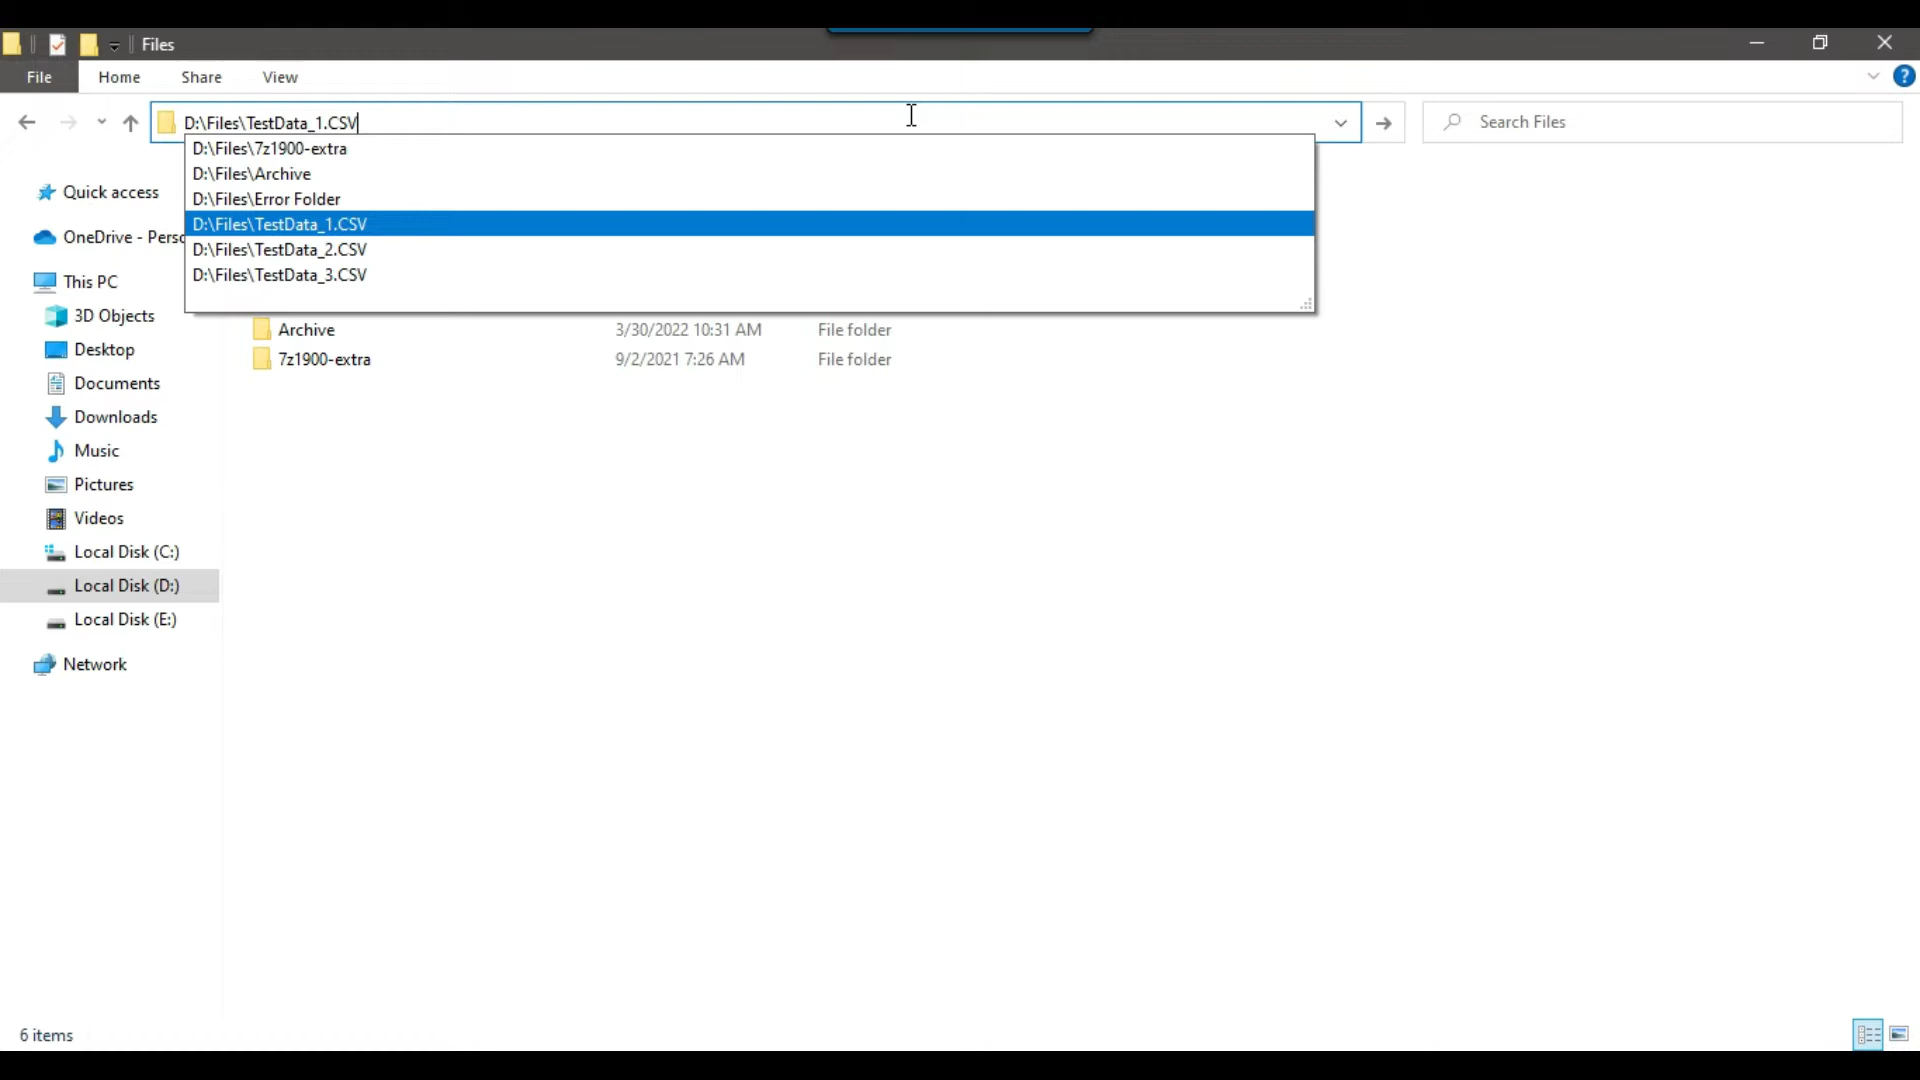 Files
File Home Share View
D:\Files\TestData_1.CSV
Search Files
D:\Files\7z1900-extra
D:\Files\Archive
D:\Files\Error Folder
D:\Files\TestData_1.CSV
D:\Files\TestData_2.CSV
D:\Files\TestData_3.CSV
Quick access
OneDrive - Perso
This PC
3D Objects
Desktop
Documents
Downloads
Music
Pictures
Videos
Local Disk (C:)
Local Disk (D:)
Local Disk (E:)
Network
Archive 3/30/2022 10:31 AM File folder
7z1900-extra 9/2/2021 7:26 AM File folder
6 items